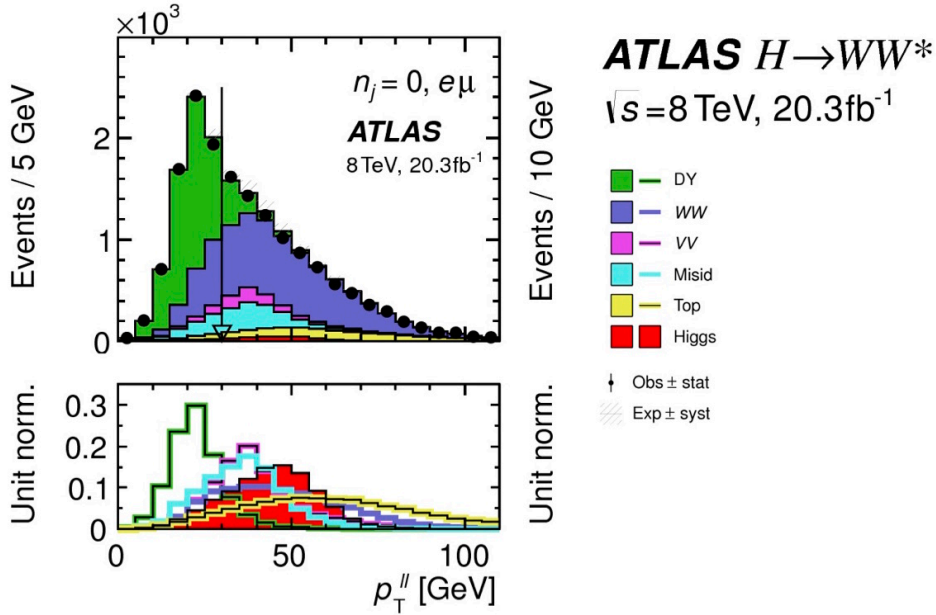 ×10³
Events / 5 GeV
2
1
0
n_j = 0, eμ
ATLAS
8 TeV, 20.3fb⁻¹
Events / 10 GeV
ATLAS H→WW*
√s = 8 TeV, 20.3fb⁻¹
DY
WW
VV
Misid
Top
Higgs
Obs ± stat
Exp ± syst
Unit norm.
0.3
0.2
0.1
0
Unit norm.
0 50 100
p_T^ll [GeV]